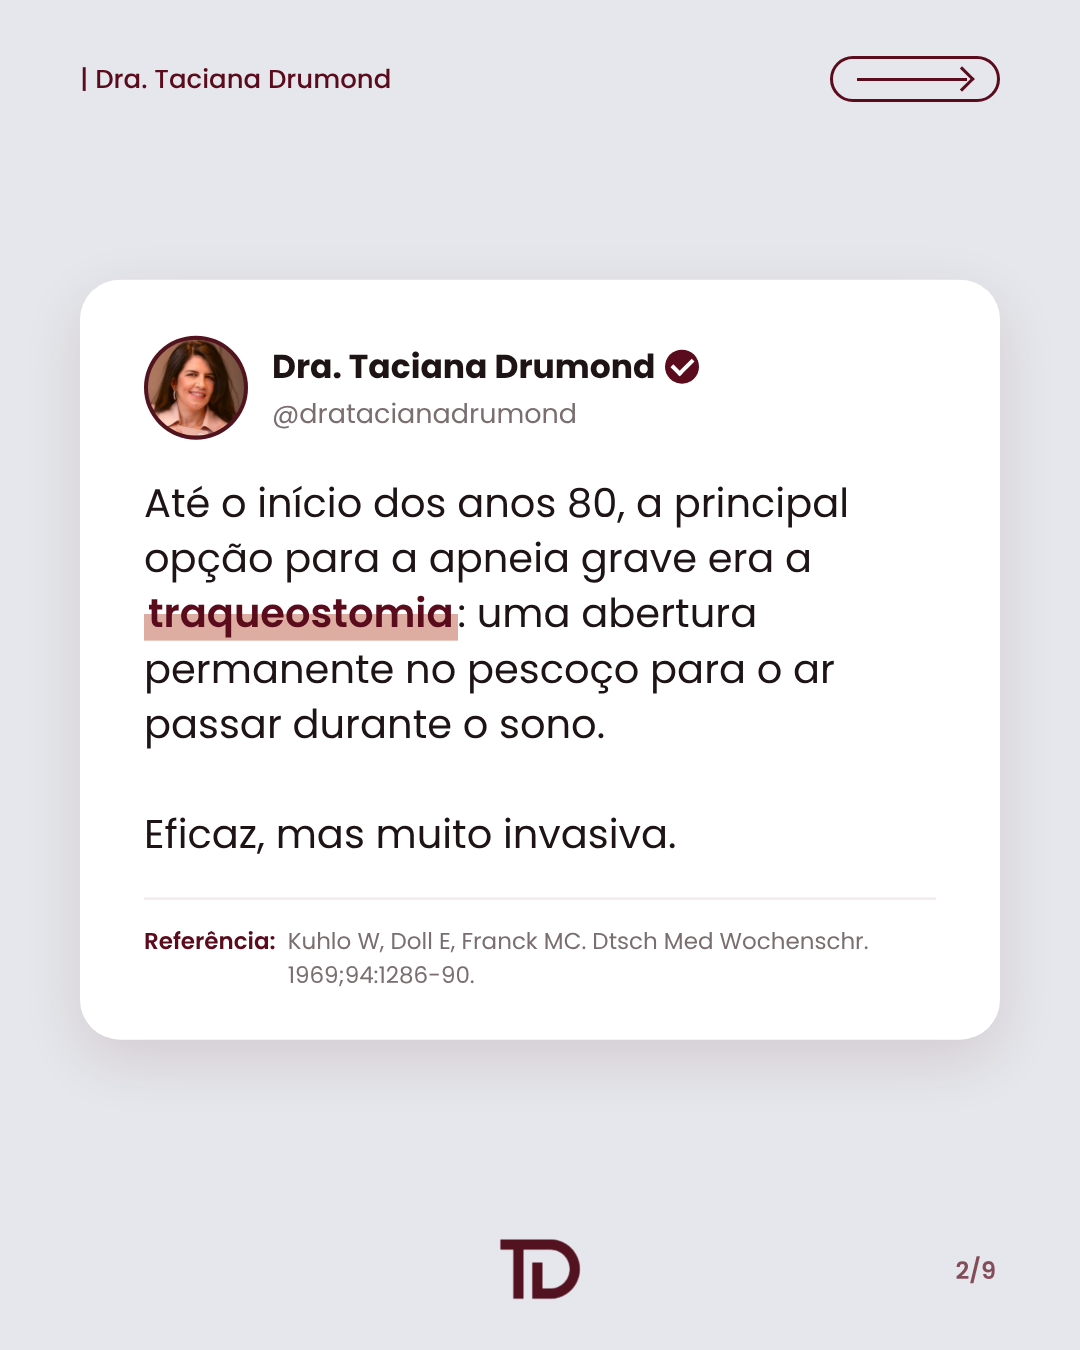 | Dra. Taciana Drumond
Dra. Taciana Drumond
@dratacianadrumond
Até o início dos anos 80, a principal
opção para a apneia grave era a
traqueostomia: uma abertura
permanente no pescoço para o ar
passar durante o sono.
Eficaz, mas muito invasiva.
Referência: Kuhlo W, Doll E, Franck MC. Dtsch Med Wochenschr.
1969;94:1286-90.
TD
2/9